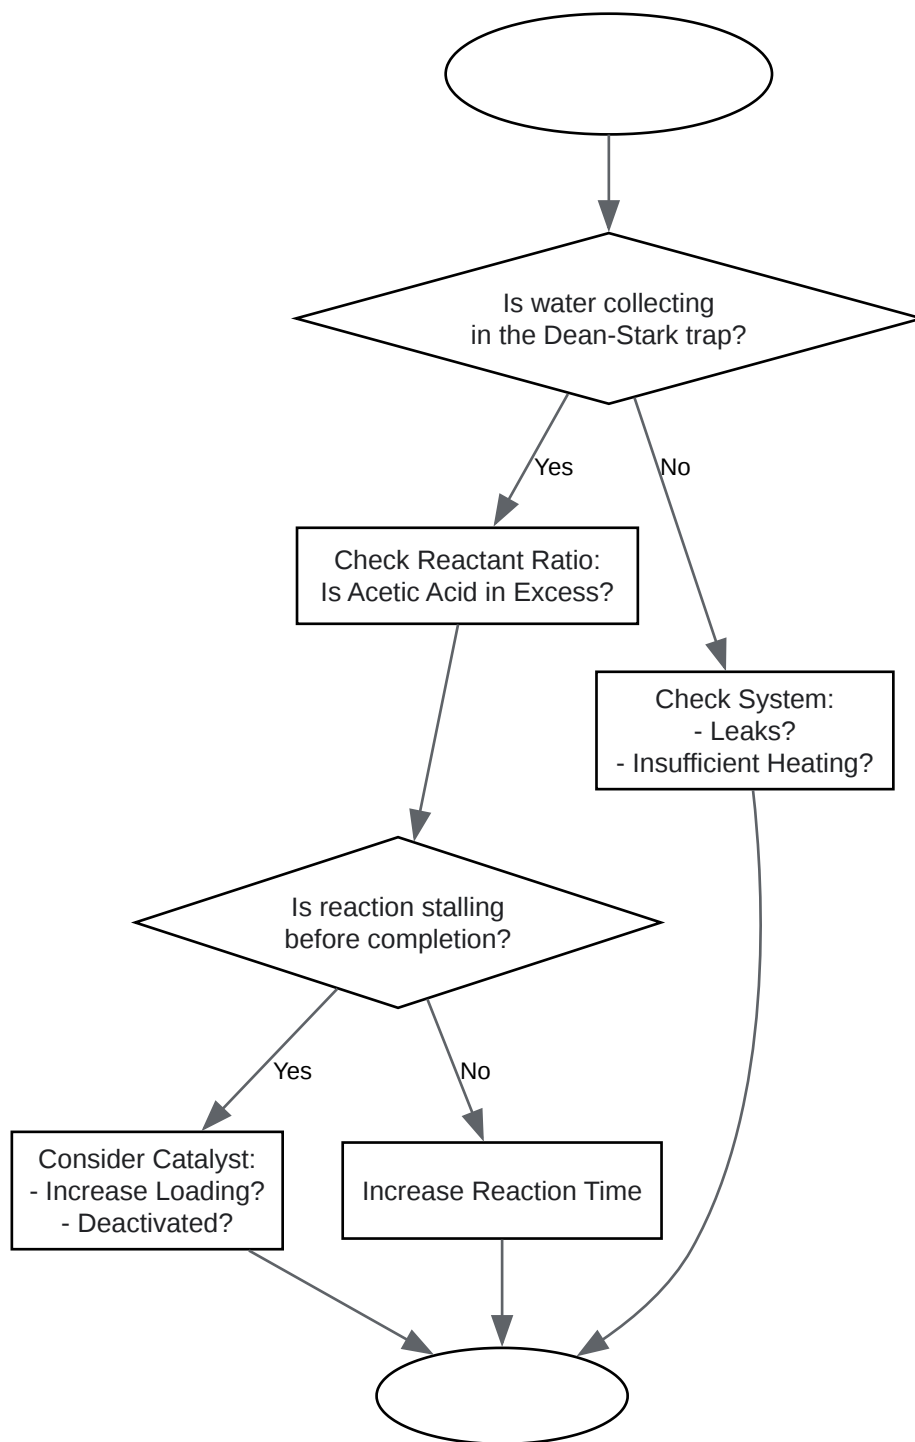 Is water collecting
in the Dean-Stark trap?
Yes
No
Check Reactant Ratio:
Is Acetic Acid in Excess?
Check System:
- Leaks?
- Insufficient Heating?
Is reaction stalling
before completion?
Yes
No
Consider Catalyst:
- Increase Loading?
- Deactivated?
Increase Reaction Time